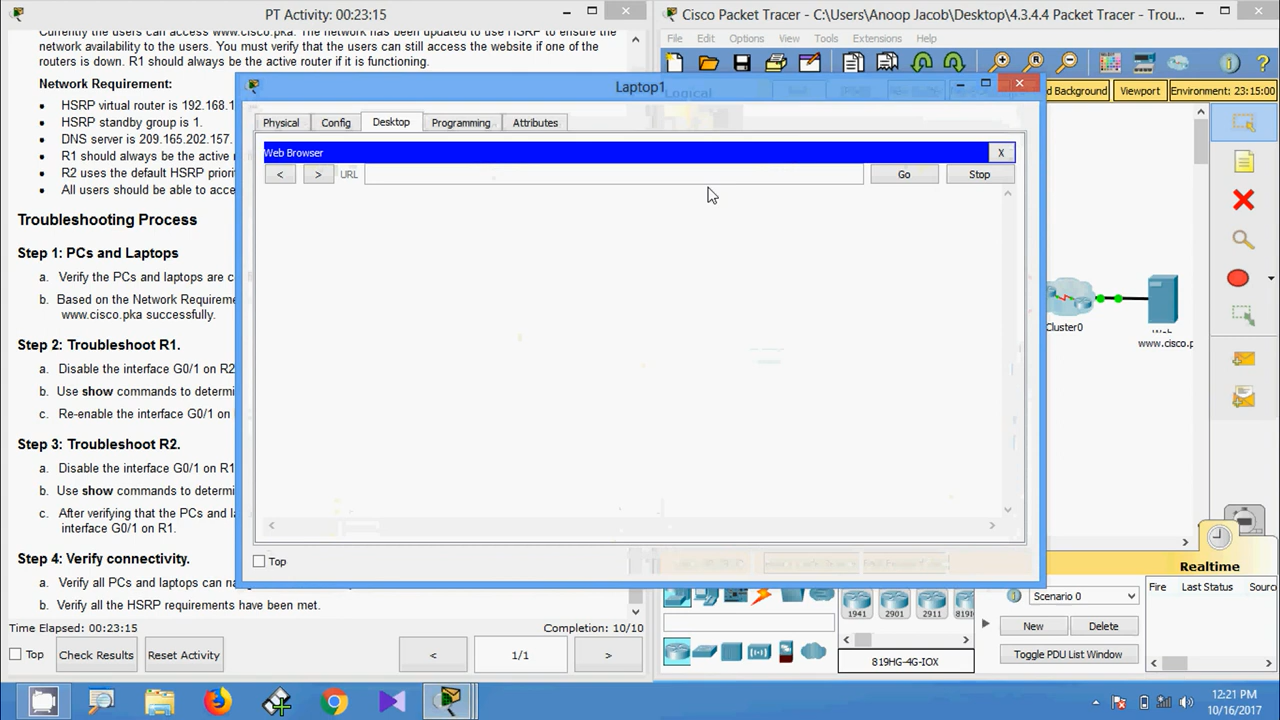 PT Activity: 00:23:15
Currently the users can access www.cisco.pka. The network has been updated to use HSRP to ensure the
network availability to the users. You must verify that the users can still access the website if one of the
routers is down. R1 should always be the active router if it is functioning.
Network Requirement:
HSRP virtual router is 192.168.1
HSRP standby group is 1.
DNS server is 209.165.202.157.
R1 should always be the active
R2 uses the default HSRP priori
All users should be able to acce
Troubleshooting Process
Step 1: PCs and Laptops
a. Verify the PCs and laptops are c
b. Based on the Network Requireme
www.cisco.pka successfully.
Step 2: Troubleshoot R1.
a. Disable the interface G0/1 on R2
b. Use show commands to determi
c. Re-enable the interface G0/1 on
Step 3: Troubleshoot R2.
a. Disable the interface G0/1 on R1
b. Use show commands to determi
c. After verifying that the PCs and la
interface G0/1 on R1.
Step 4: Verify connectivity.
a. Verify all PCs and laptops can na
b. Verify all the HSRP requirements have been met.
Time Elapsed: 00:23:15 Completion: 10/10
Top Check Results Reset Activity < 1/1 >
Cisco Packet Tracer - C:\Users\Anoop Jacob\Desktop\4.3.4.4 Packet Tracer - Trou...
File Edit Options View Tools Extensions Help
Logical d Background Viewport Environment: 23:15:00
Laptop1
Physical Config Desktop Programming Attributes
Web Browser X
< > URL Go Stop
Top
Cluster0
www.cisco.p
Realtime
1941 2901 2911 819
819HG-4G-IOX
Scenario 0
New Delete
Toggle PDU List Window
Fire Last Status Sourc
12:21 PM
10/16/2017